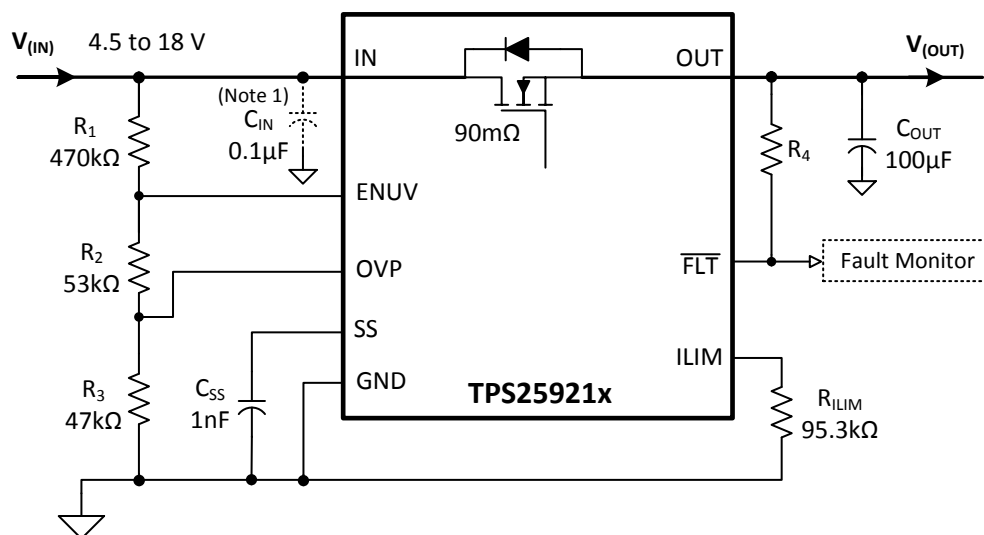 V(IN)
4.5 to 18 V
R1
470kΩ
(Note 1)
CIN
0.1µF
IN
90mΩ
OUT
V(OUT)
R4
COUT
100µF
ENUV
R2
53kΩ
OVP
FLT
Fault Monitor
SS
ILIM
GND
TPS25921x
R3
47kΩ
CSS
1nF
RILIM
95.3kΩ